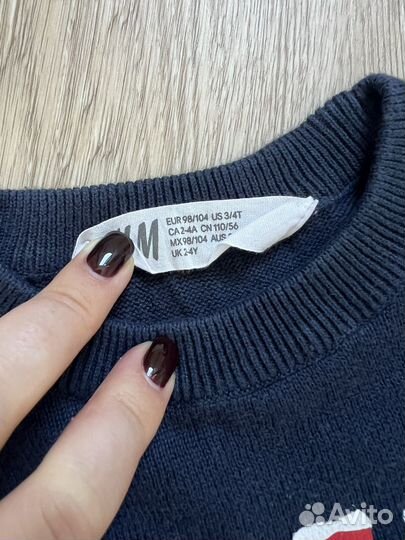 EUR 98/104 US 3/4T
CA 2-4A CN 110/56
MX 98/104 AUS
UK 2-4Y
Avito